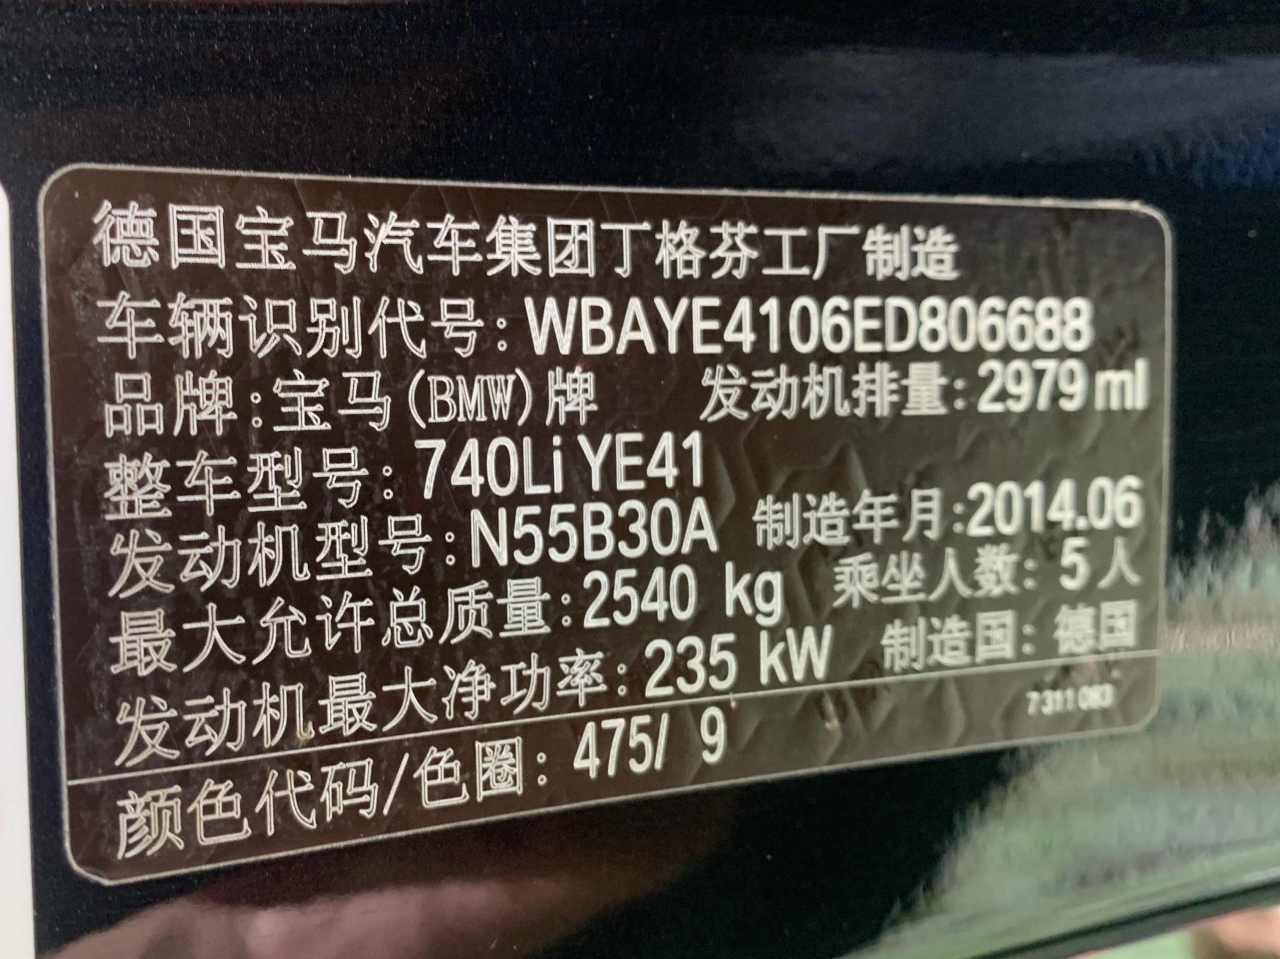 德国宝马汽车集团丁格芬工厂制造
车辆识别代号: WBAYE4106ED806688
品牌: 宝马(BMW)牌 发动机排量: 2979 ml
整车型号: 740Li YE41
发动机型号: N55B30A 制造年月: 2014.06
最大允许总质量: 2540 kg 乘坐人数: 5人
发动机最大净功率: 235 kW 制造国: 德国
7311083
颜色代码/色圈: 475/ 9